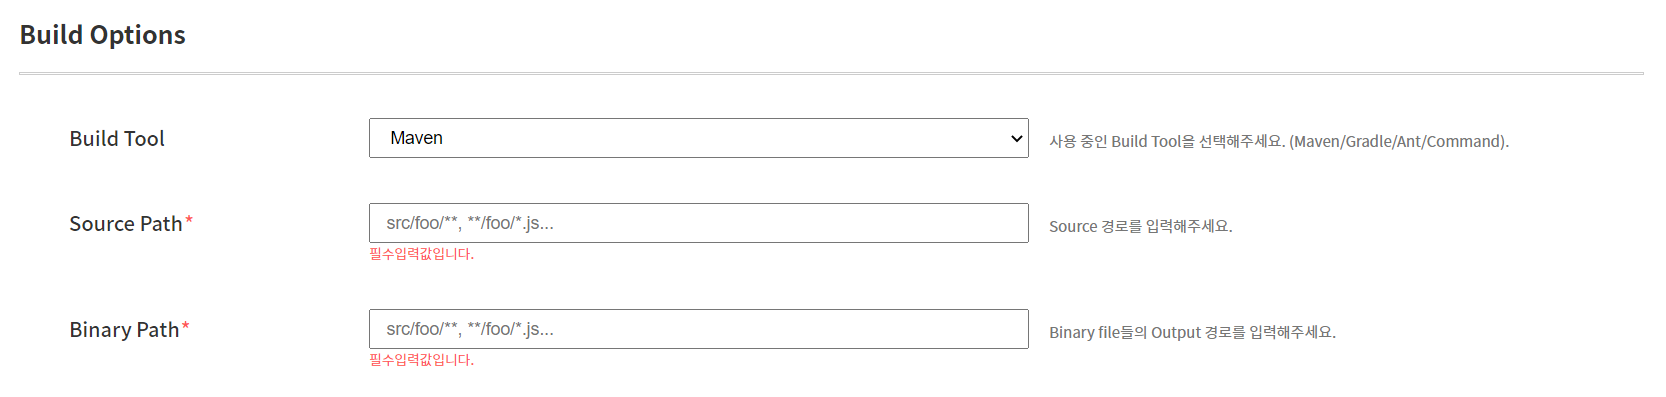 Build Options
Build Tool
Maven
사용 중인 Build Tool을 선택해주세요. (Maven/Gradle/Ant/Command).
Source Path*
src/foo/**, **/foo/*.js...
Source 경로를 입력해주세요.
필수입력값입니다.
Binary Path*
src/foo/**, **/foo/*.js...
Binary file들의 Output 경로를 입력해주세요.
필수입력값입니다.